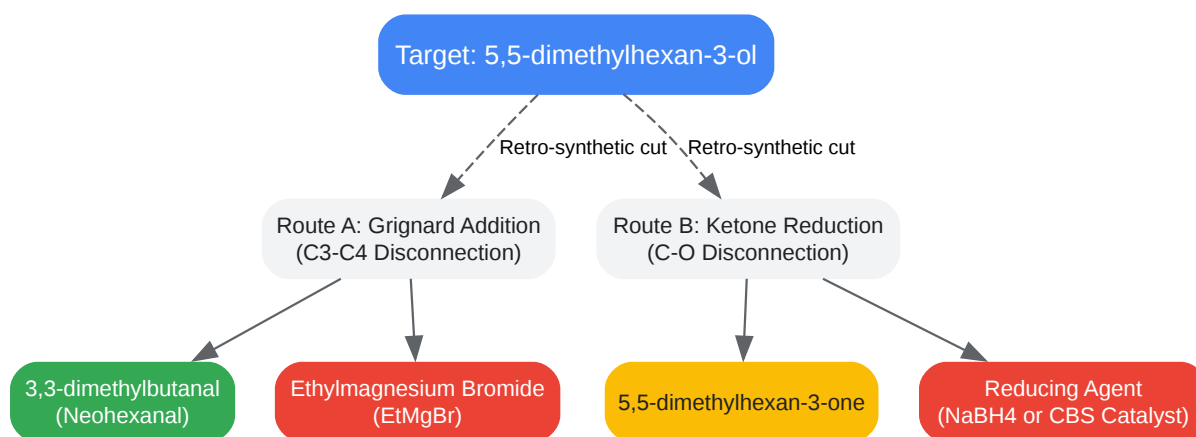 Target: 5,5-dimethylhexan-3-ol
Retro-synthetic cut
Retro-synthetic cut
Route A: Grignard Addition
(C3-C4 Disconnection)
Route B: Ketone Reduction
(C-O Disconnection)
3,3-dimethylbutanal
(Neohexanal)
Ethylmagnesium Bromide
(EtMgBr)
5,5-dimethylhexan-3-one
Reducing Agent
(NaBH4 or CBS Catalyst)